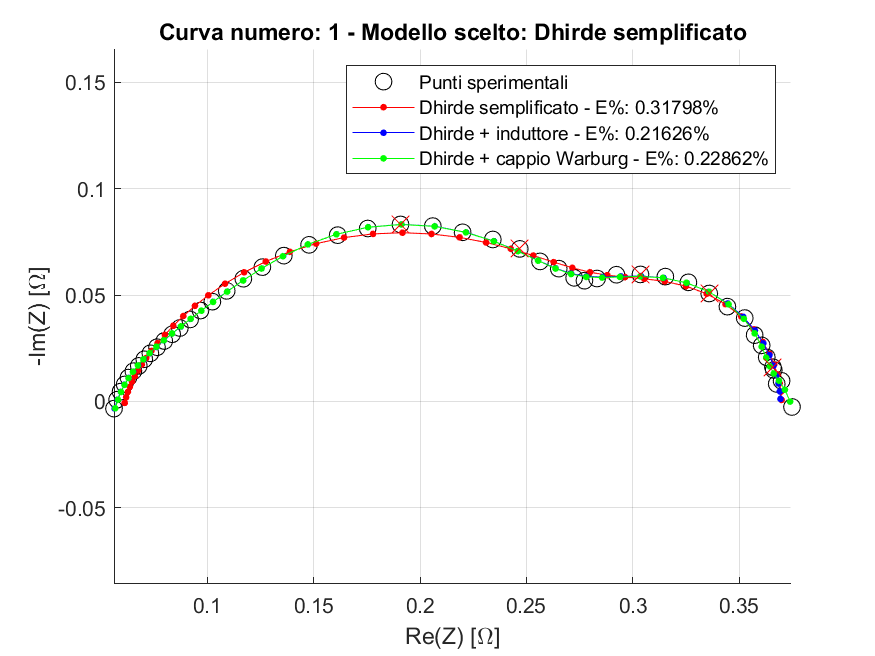 Curva numero: 1 - Modello scelto: Dhirde semplificato
Punti sperimentali
Dhirde semplificato - E%: 0.31798%
Dhirde + induttore - E%: 0.21626%
Dhirde + cappio Warburg - E%: 0.22862%
0.15
0.1
0.05
0
-0.05
-Im(Z) [Ω]
0.1
0.15
0.2
0.25
0.3
0.35
Re(Z) [Ω]